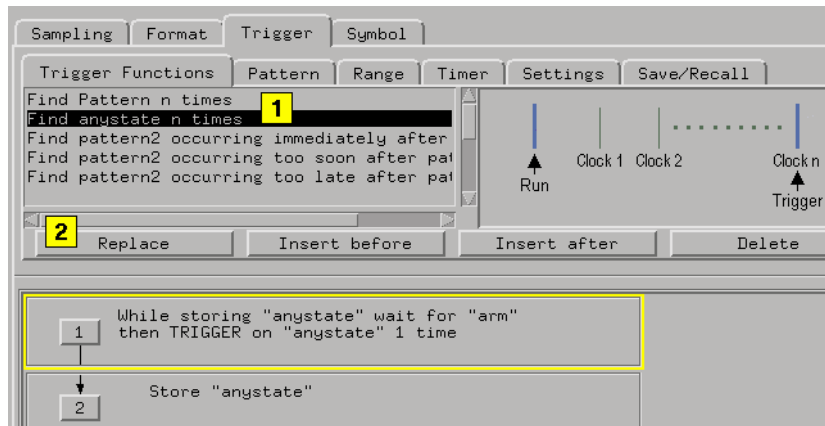 Sampling Format Trigger Symbol
Trigger Functions Pattern Range Timer Settings Save/Recall
Find Pattern n times
1
Find anystate n times
Find pattern2 occurring immediately after
Find pattern2 occurring too soon after pat
Find pattern2 occurring too late after pat
Clock 1 Clock 2 Clock n
Run
Trigger
2
Replace Insert before Insert after Delete
While storing "anystate" wait for "arm"
1 then TRIGGER on "anystate" 1 time
Store "anystate"
2